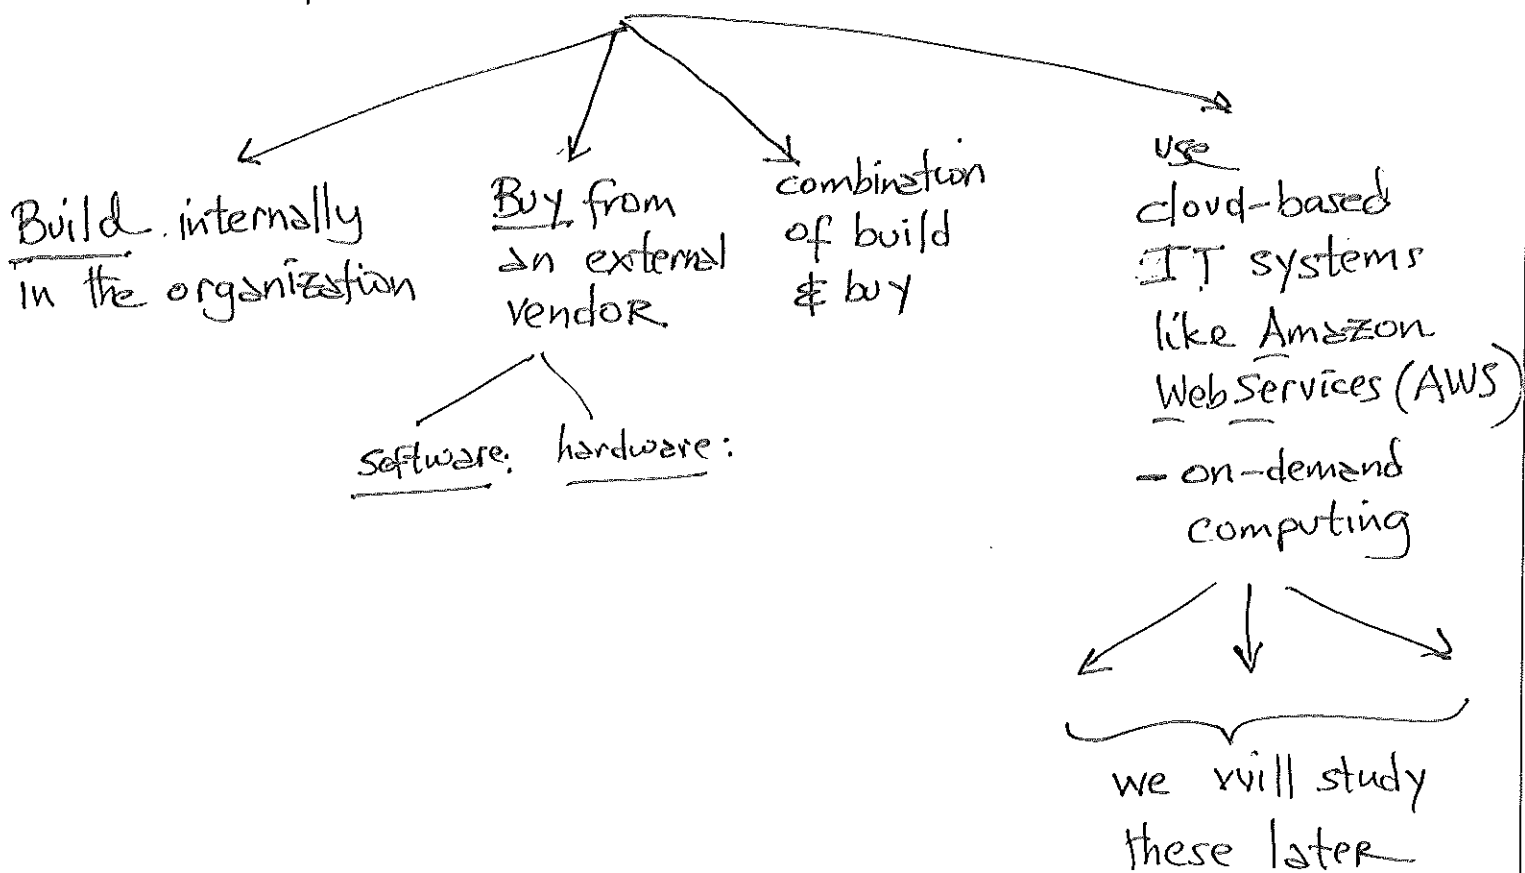 Build internally
in the organization
Buy from
an external
vendor
software: hardware:
combination
of build
& buy
use
cloud-based
IT systems
like Amazon
Web Services (AWS)
- on-demand
computing
we will study
these later